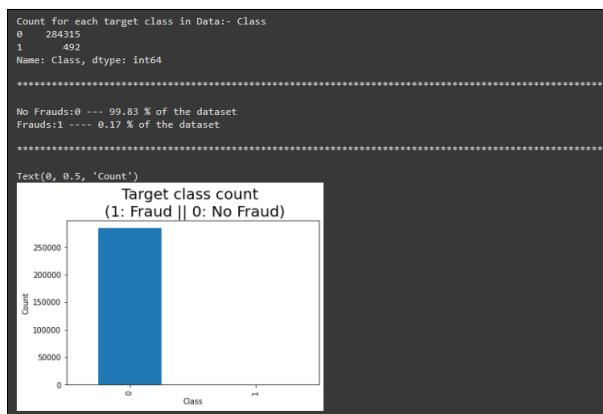 Count for each target class in Data:- Class
0    284315
1       492
Name: Class, dtype: int64
****************************************************************************************************
No Frauds:0 --- 99.83 % of the dataset
Frauds:1 ---- 0.17 % of the dataset
****************************************************************************************************
Text(0, 0.5, 'Count')
Target class count
(1: Fraud || 0: No Fraud)
250000
200000
150000
100000
50000
0
Count
0
1
Class